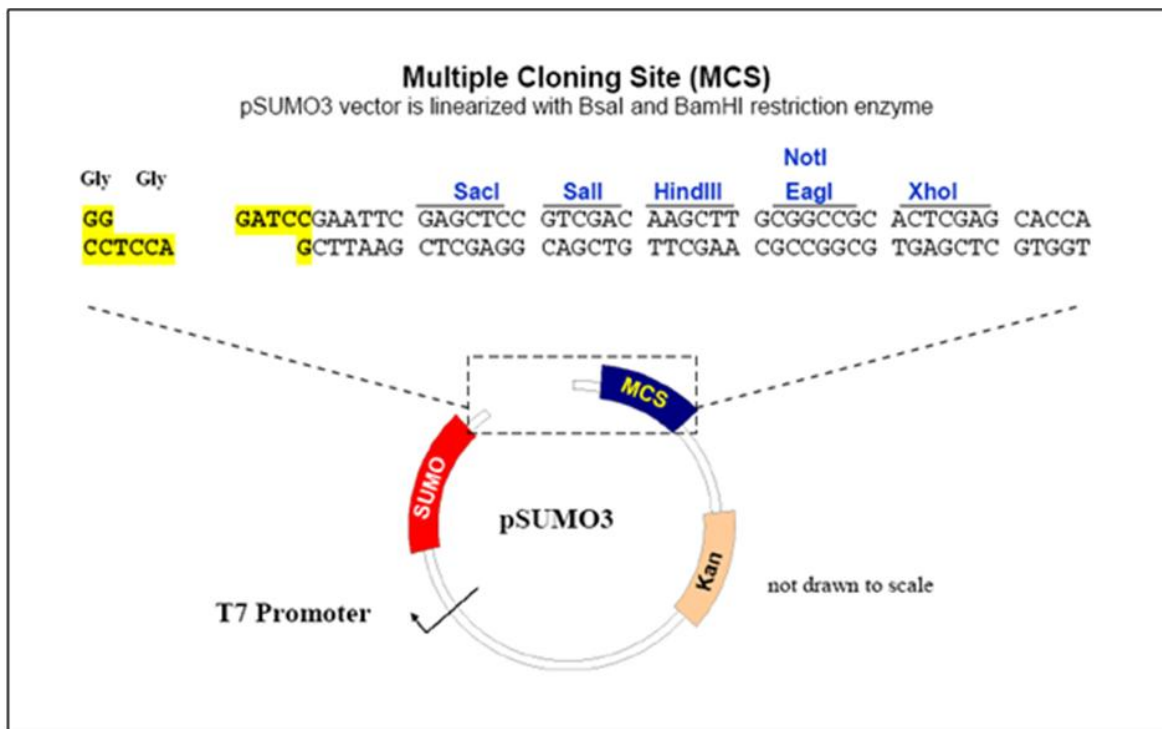 Multiple Cloning Site (MCS)
pSUMO3 vector is linearized with BsaI and BamHI restriction enzyme
NotI
Gly Gly SacI SalI HindIII EagI XhoI
GG GATCCGAATTC GAGCTCC GTCGAC AAGCTT GCGGCCGC ACTCGAG CACCA
CCTCCA GCTTAAG CTCGAGG CAGCTG TTCGAA CGCCGGCG TGAGCTC GTGGT
MCS
SUMO
pSUMO3
Kan
not drawn to scale
T7 Promoter